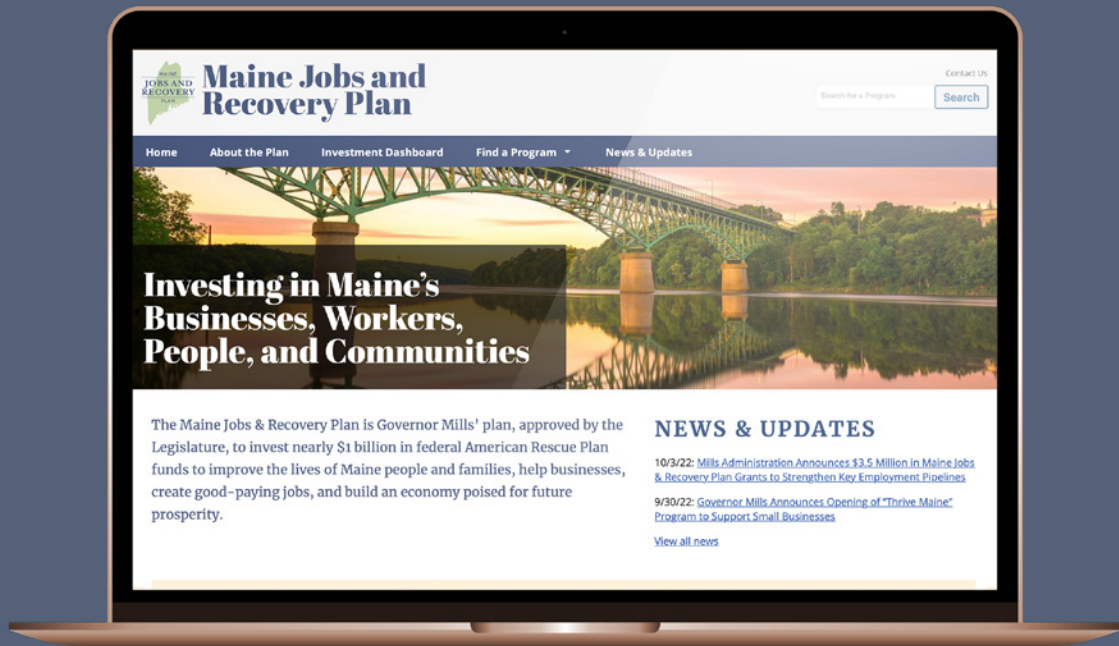 MAINE
JOBS AND
RECOVERY
PLAN
Maine Jobs and
Recovery Plan
Contact Us
Search for a Program
Search
Home
About the Plan
Investment Dashboard
Find a Program
News & Updates
Investing in Maine’s
Businesses, Workers,
People, and Communities
The Maine Jobs & Recovery Plan is Governor Mills’ plan, approved by the
Legislature, to invest nearly $1 billion in federal American Rescue Plan
funds to improve the lives of Maine people and families, help businesses,
create good-paying jobs, and build an economy poised for future
prosperity.
NEWS & UPDATES
10/3/22: Mills Administration Announces $3.5 Million in Maine Jobs
& Recovery Plan Grants to Strengthen Key Employment Pipelines
9/30/22: Governor Mills Announces Opening of “Thrive Maine”
Program to Support Small Businesses
View all news